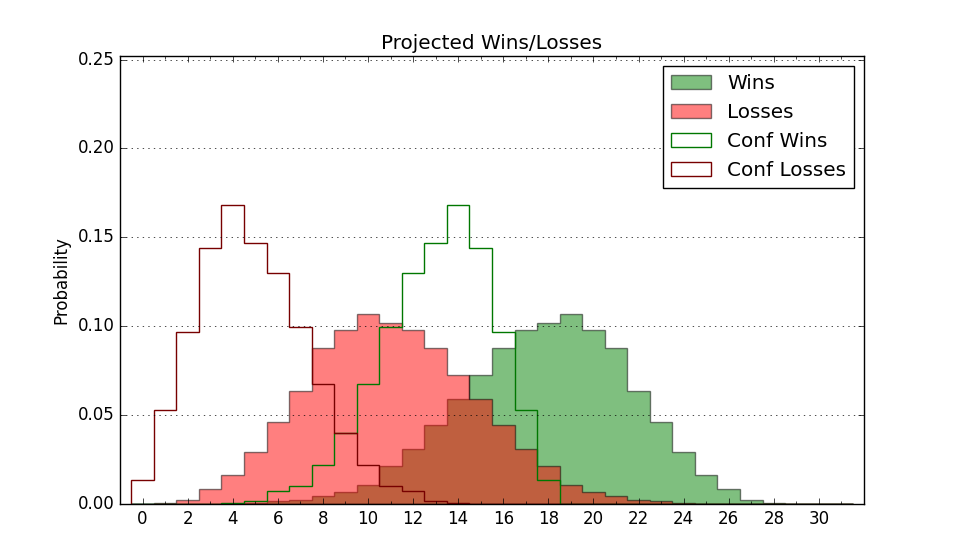 Projected Wins/Losses
0.25
0.20
0.15
0.10
0.05
0.00
Probability
Wins
Losses
Conf Wins
Conf Losses
0 2 4 6 8 10 12 14 16 18 20 22 24 26 28 30